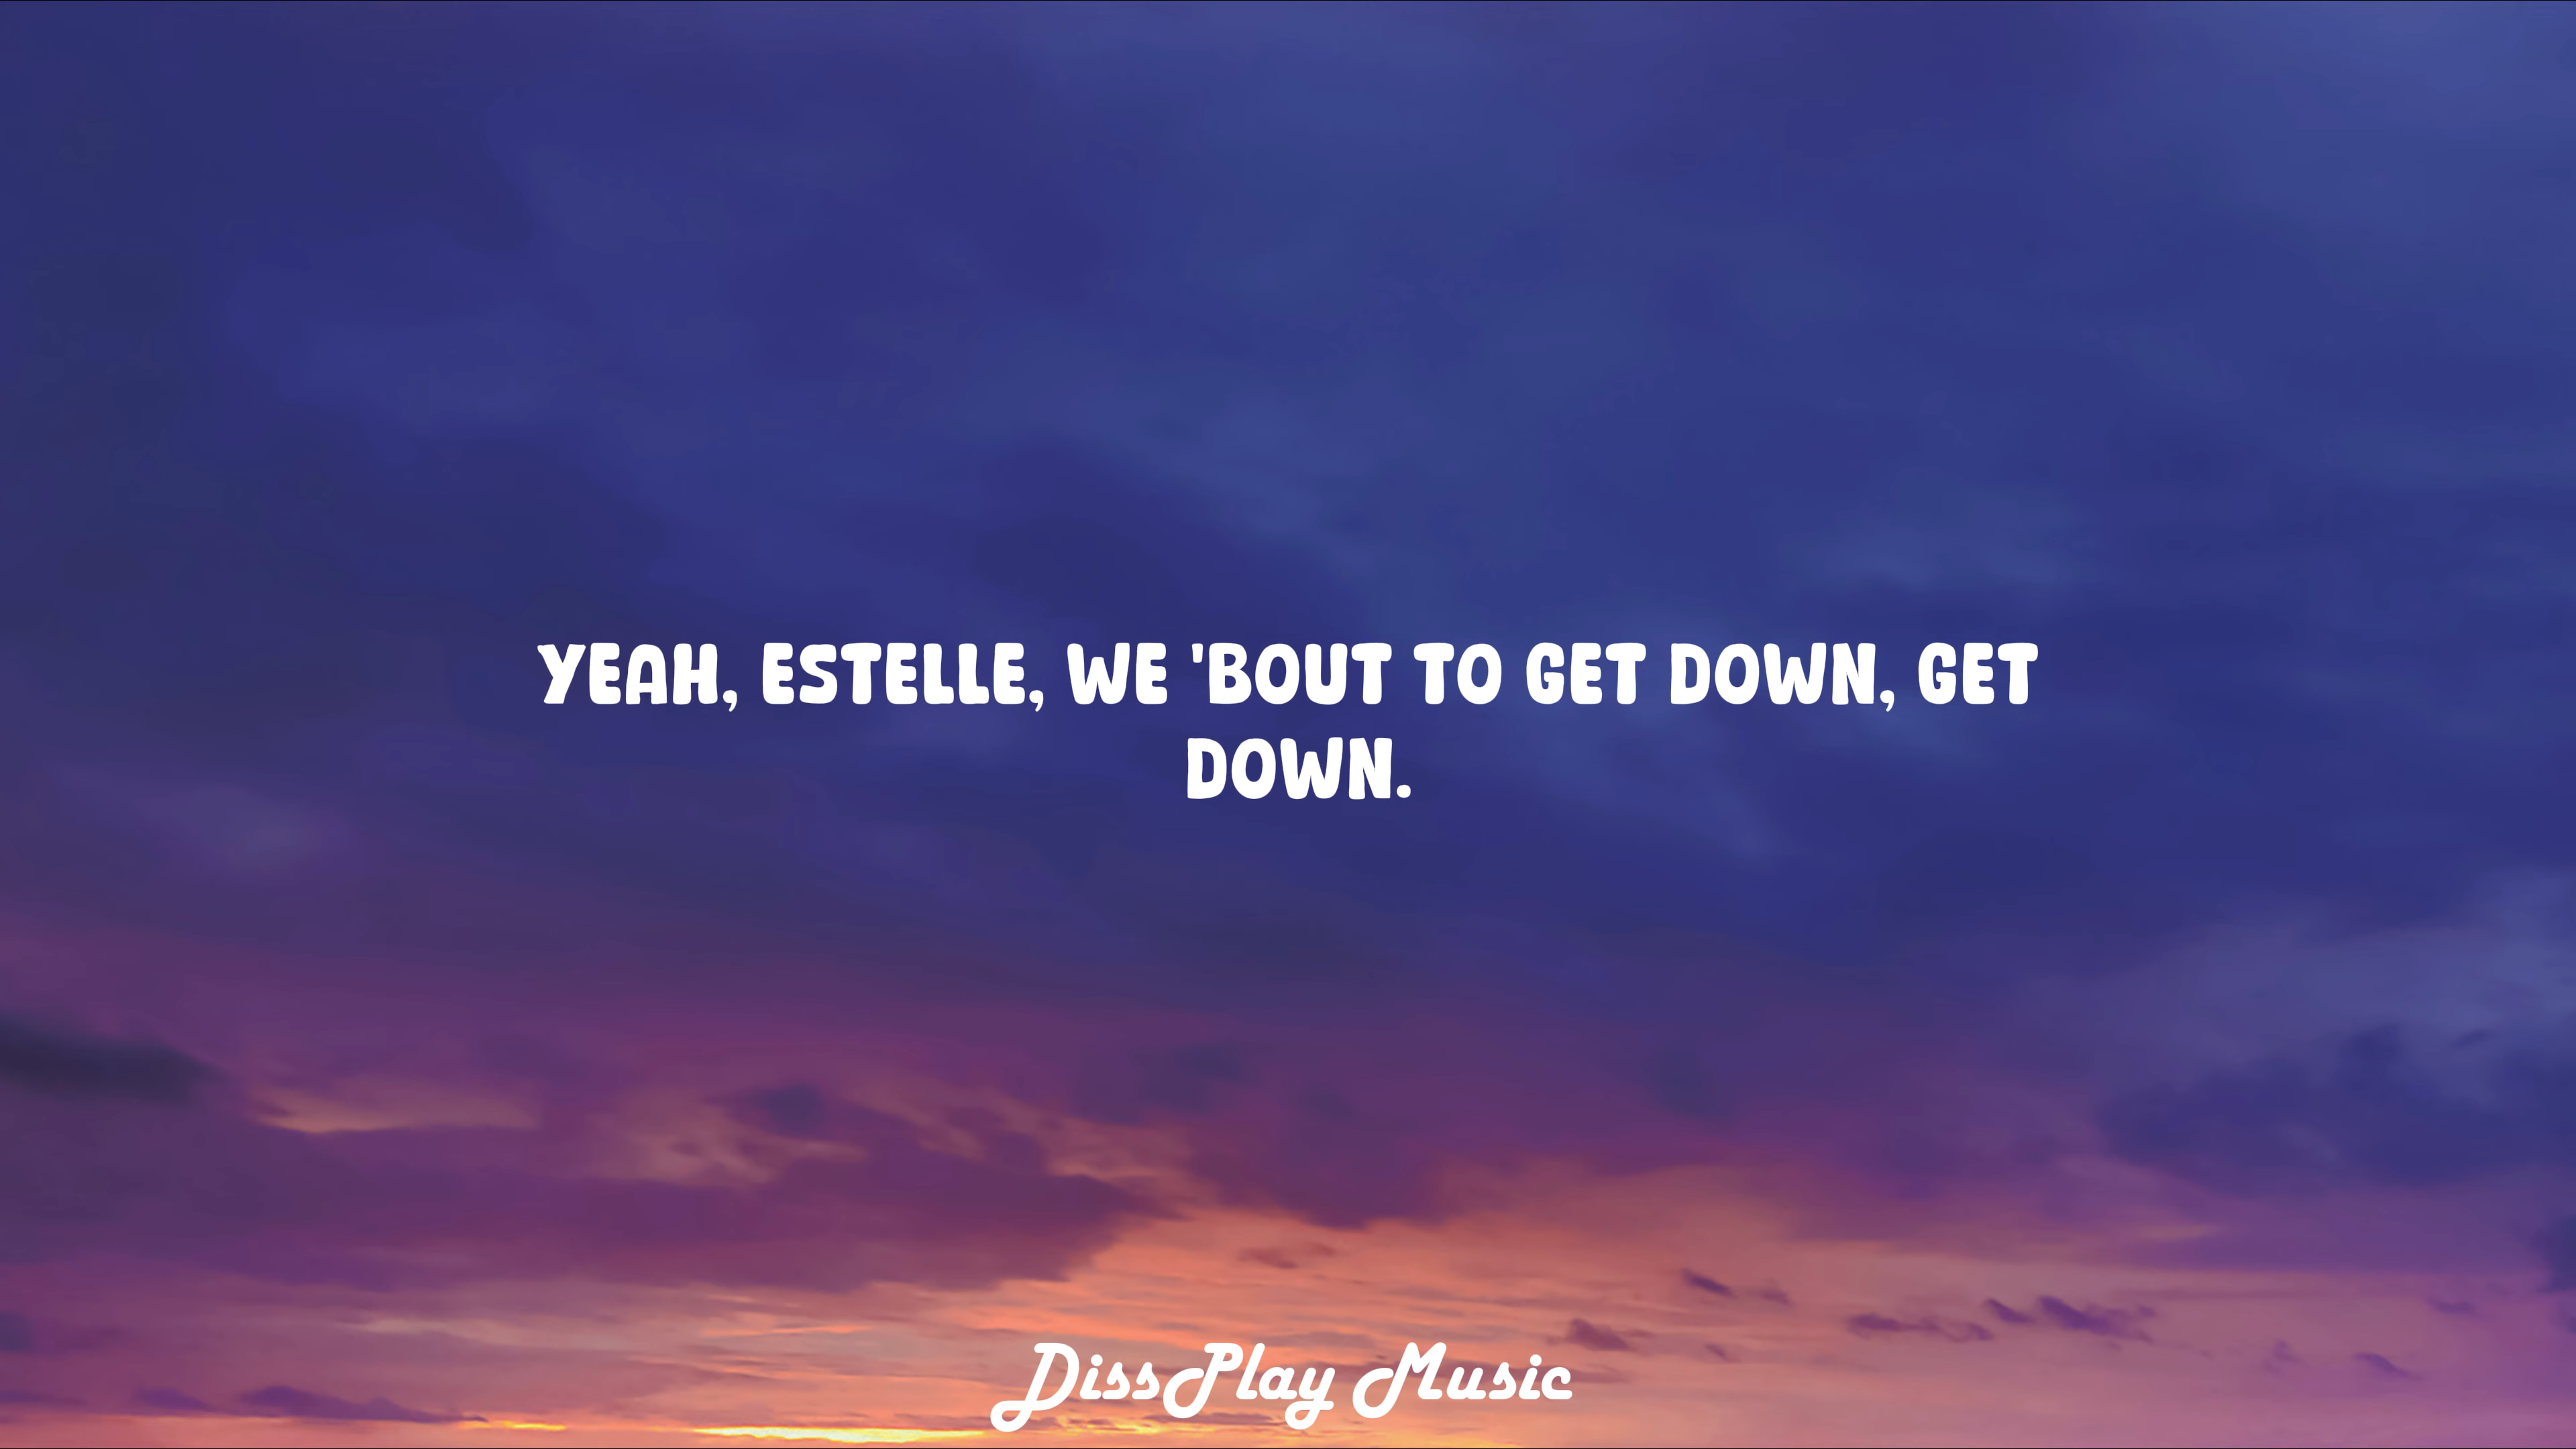 YEAH, ESTELLE, WE 'BOUT TO GET DOWN, GET
DOWN.
DissPlay Music